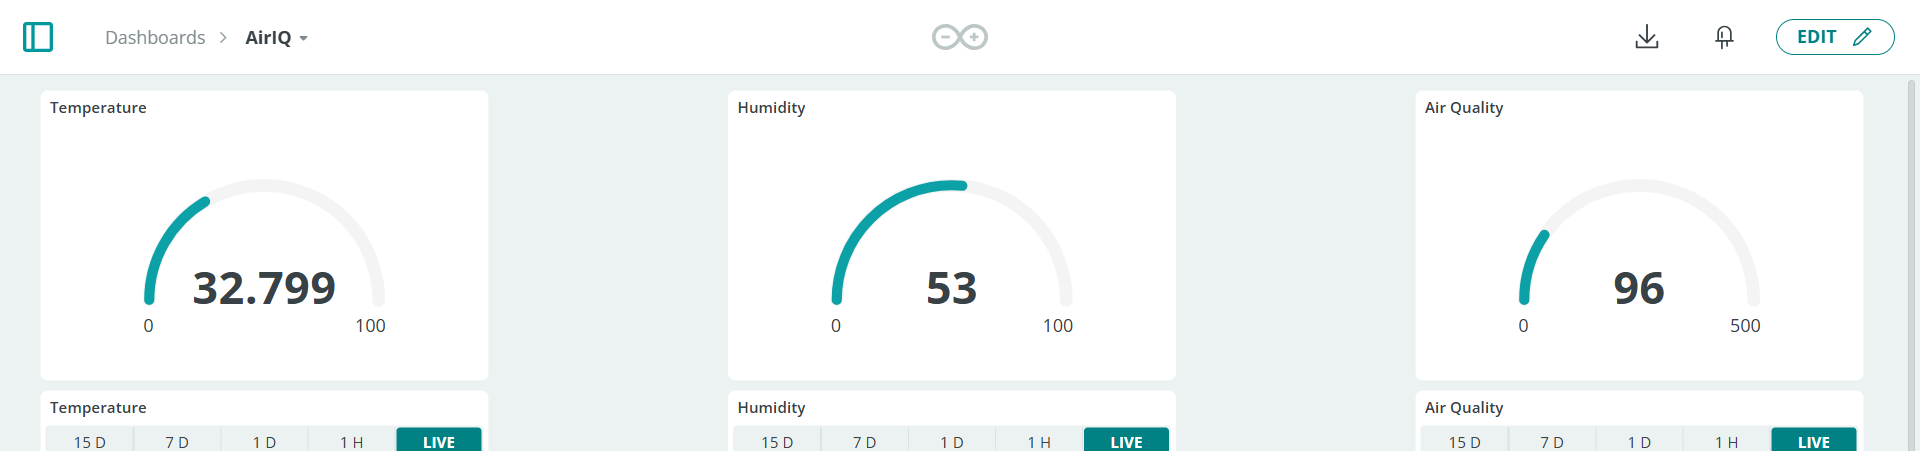 Dashboards > AirIQ
EDIT
Temperature
32.799
0
100
Humidity
53
0
100
Air Quality
96
0
500
Temperature
15 D 7 D 1 D 1 H LIVE
Humidity
15 D 7 D 1 D 1 H LIVE
Air Quality
15 D 7 D 1 D 1 H LIVE